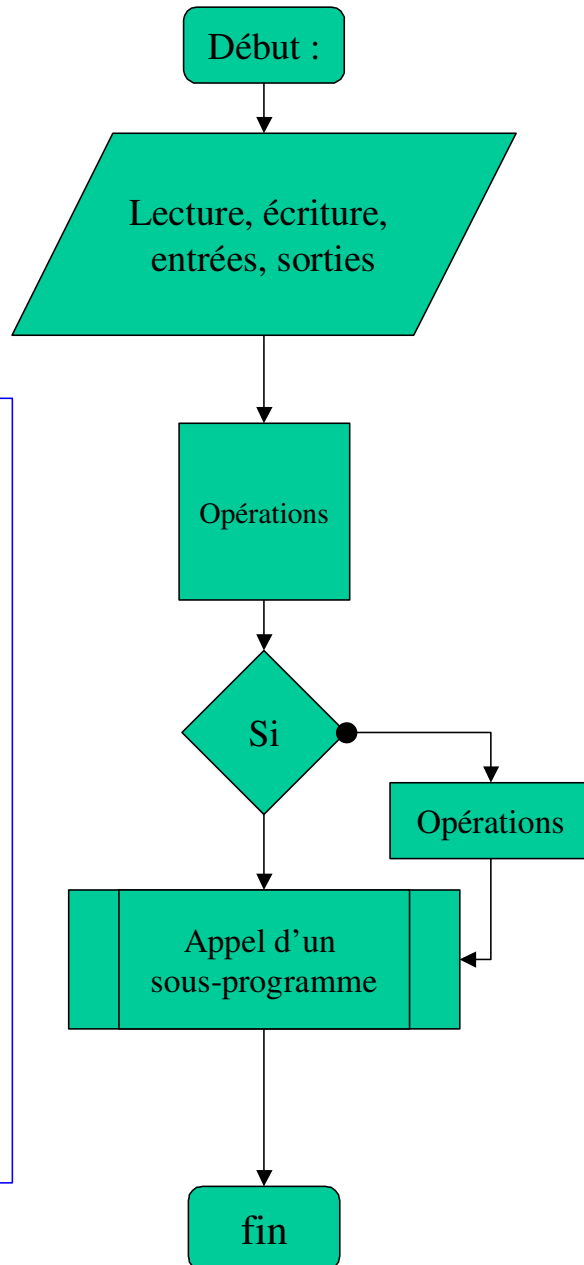 Début :
Lecture, écriture,
entrées, sorties
Opérations
Si
Opérations
Appel d’un
sous-programme
fin